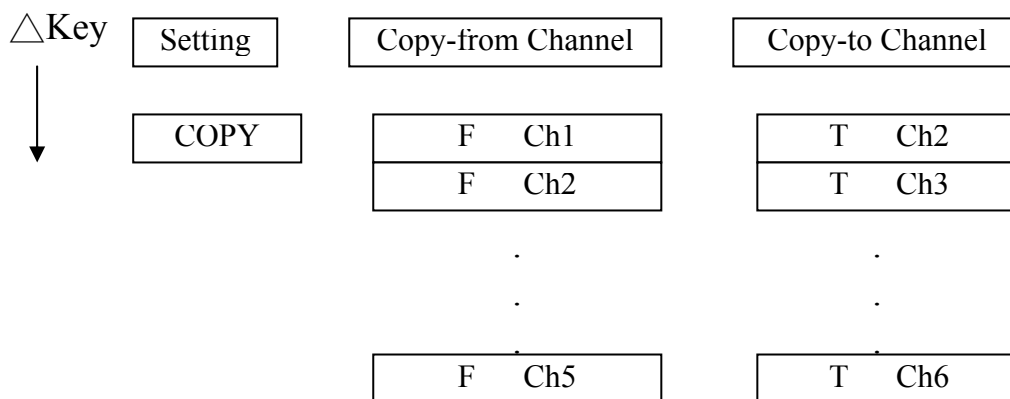 △Key Setting Copy-from Channel Copy-to Channel
COPY F Ch1 T Ch2
F Ch2 T Ch3
. .
. .
. .
F Ch5 T Ch6